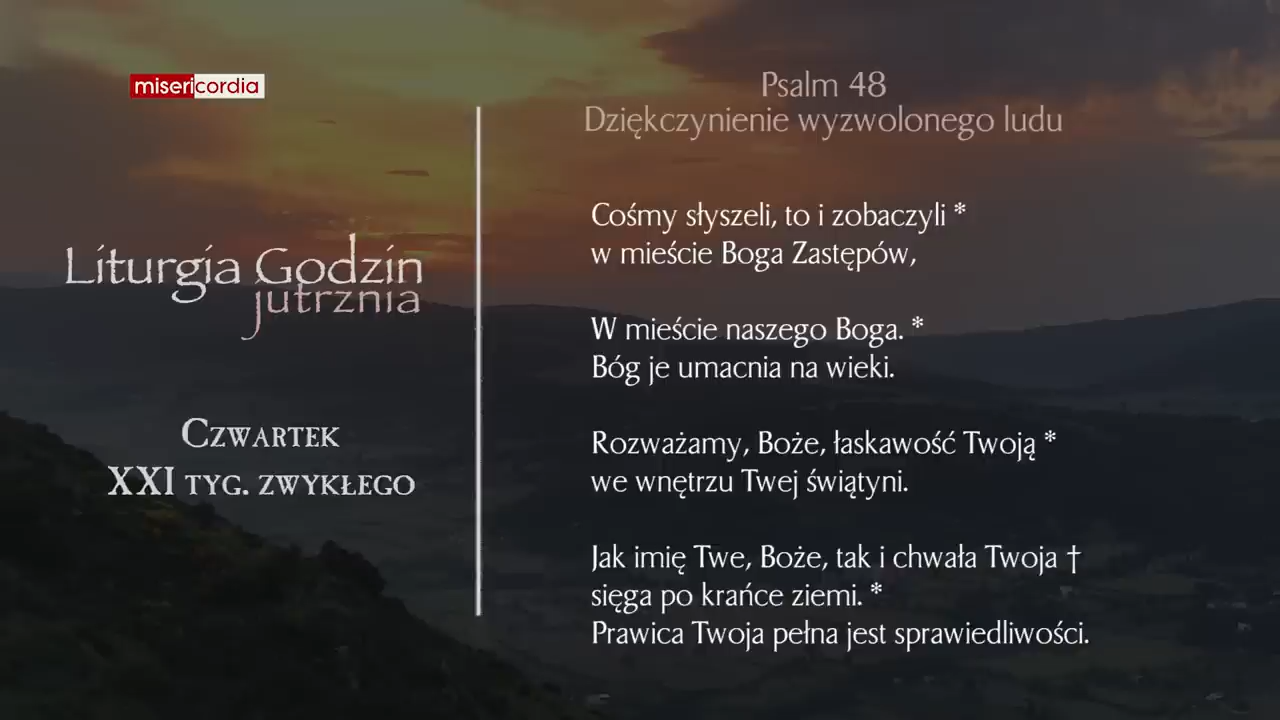 misericordia
Liturgia Godzin
jutrznia
Czwartek
XXI tyg. zwykłego
Psalm 48
Dziękczynienie wyzwolonego ludu
Cośmy słyszeli, to i zobaczyli *
w mieście Boga Zastępów,
W mieście naszego Boga. *
Bóg je umacnia na wieki.
Rozważamy, Boże, łaskawość Twoją *
we wnętrzu Twej świątyni.
Jak imię Twe, Boże, tak i chwała Twoja †
sięga po krańce ziemi. *
Prawica Twoja pełna jest sprawiedliwości.